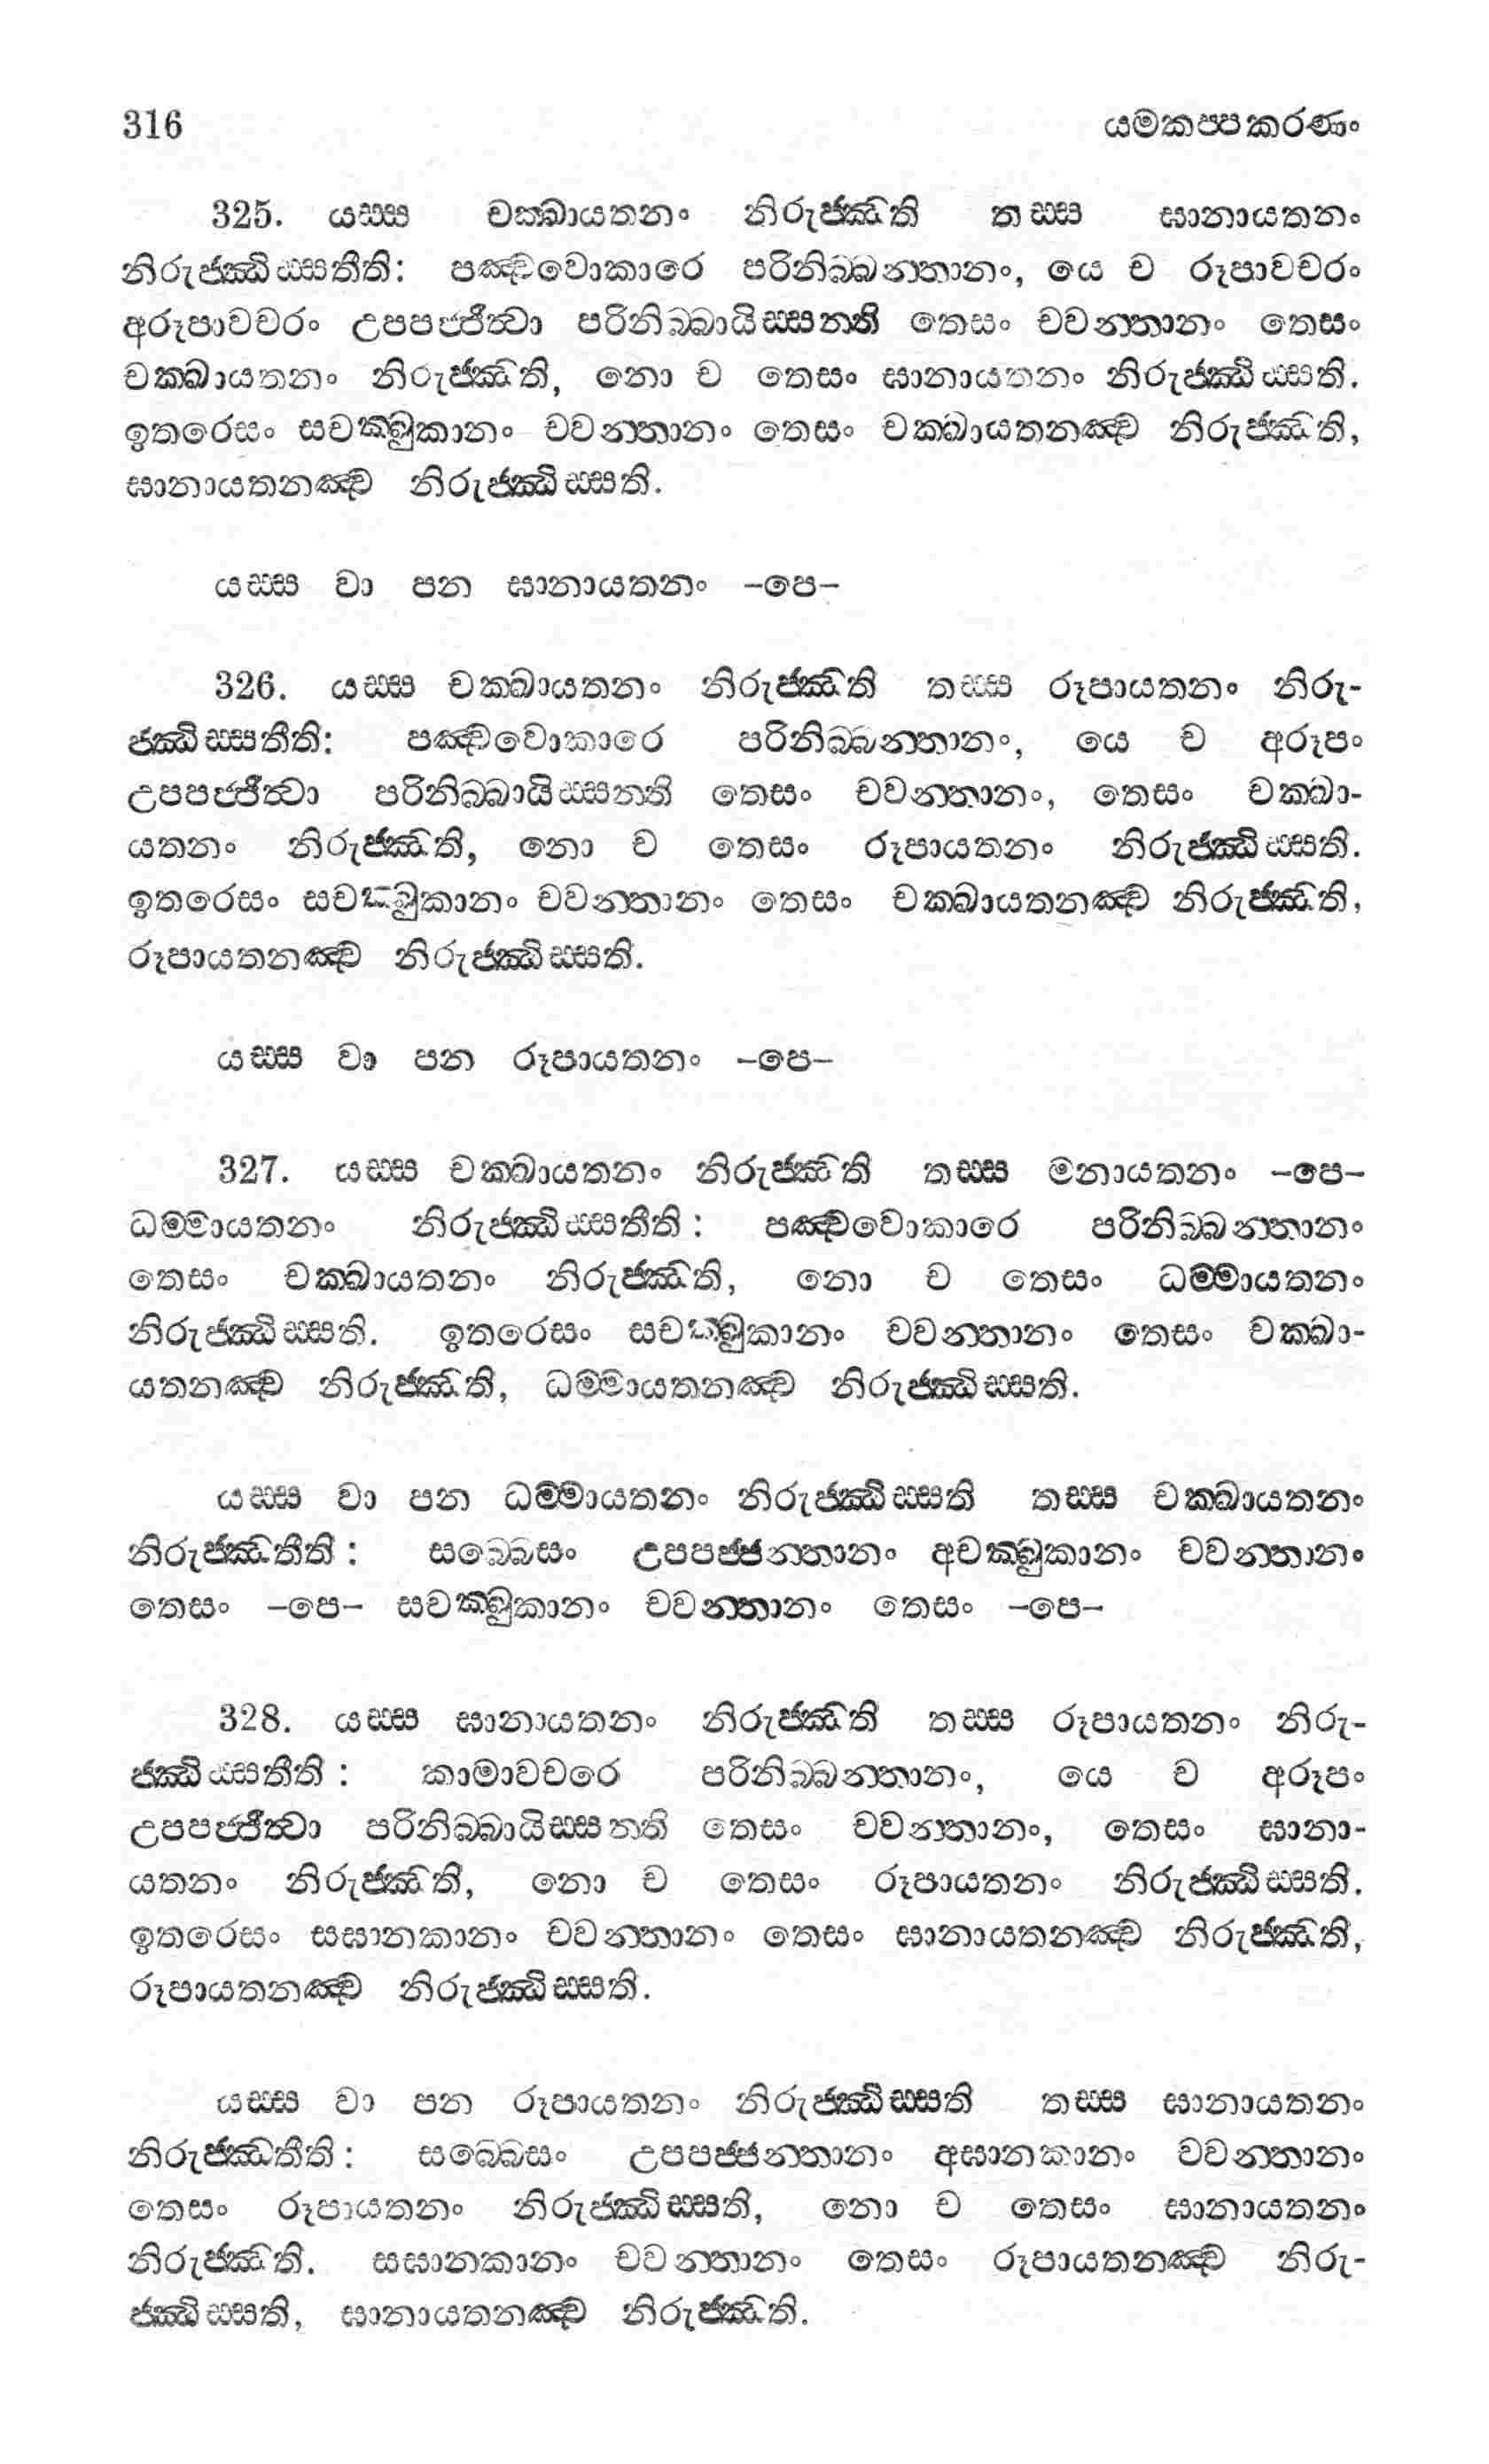 316 යමකප්පකරණං
325. යස්ස චක්ඛායතනං නිරුජ්ඣති තස්ස ඝානායතනං
නිරුජ්ඣිස්සතීති: පඤ්චවොකාරෙ පරිනිබ්බන්තානං, යෙ ච රූපාවචරං
අරූපාවචරං උපපජ්ජිත්වා පරිනිබ්බායිස්සන්ති තෙසං චවන්තානං තෙසං
චක්ඛායතනං නිරුජ්ඣති, නො ච තෙසං ඝානායතනං නිරුජ්ඣිස්සති.
ඉතරෙසං සචක්ඛුකානං චවන්තානං තෙසං චක්ඛායතනඤ්ච නිරුජ්ඣති,
ඝානායතනඤ්ච නිරුජ්ඣිස්සති.
යස්ස වා පන ඝානායතනං –පෙ–
326. යස්ස චක්ඛායතනං නිරුජ්ඣති තස්ස රූපායතනං නිරු-
ජ්ඣිස්සතීති: පඤ්චවොකාරෙ පරිනිබ්බන්තානං, යෙ ච අරූපං
උපපජ්ජිත්වා පරිනිබ්බායිස්සන්ති තෙසං චවන්තානං, තෙසං චක්ඛා-
යතනං නිරුජ්ඣති, නො ච තෙසං රූපායතනං නිරුජ්ඣිස්සති.
ඉතරෙසං සචක්ඛුකානං චවන්තානං තෙසං චක්ඛායතනඤ්ච නිරුජ්ඣති,
රූපායතනඤ්ච නිරුජ්ඣිස්සති.
යස්ස වා පන රූපායතනං –පෙ–
327. යස්ස චක්ඛායතනං නිරුජ්ඣති තස්ස මනායතනං –පෙ–
ධම්මායතනං නිරුජ්ඣිස්සතීති: පඤ්චවොකාරෙ පරිනිබ්බන්තානං
තෙසං චක්ඛායතනං නිරුජ්ඣති, නො ච තෙසං ධම්මායතනං
නිරුජ්ඣිස්සති. ඉතරෙසං සචක්ඛුකානං චවන්තානං තෙසං චක්ඛා-
යතනඤ්ච නිරුජ්ඣති, ධම්මායතනඤ්ච නිරුජ්ඣිස්සති.
යස්ස වා පන ධම්මායතනං නිරුජ්ඣිස්සති තස්ස චක්ඛායතනං
නිරුජ්ඣතීති: සබ්බෙසං උපපජ්ජන්තානං අචක්ඛුකානං චවන්තානං
තෙසං –පෙ– සචක්ඛුකානං චවන්තානං තෙසං –පෙ–
328. යස්ස ඝානායතනං නිරුජ්ඣති තස්ස රූපායතනං නිරු-
ජ්ඣිස්සතීති: කාමාවචරෙ පරිනිබ්බන්තානං, යෙ ච අරූපං
උපපජ්ජිත්වා පරිනිබ්බායිස්සන්ති තෙසං චවන්තානං, තෙසං ඝානා-
යතනං නිරුජ්ඣති, නො ච තෙසං රූපායතනං නිරුජ්ඣිස්සති.
ඉතරෙසං සඝානකානං චවන්තානං තෙසං ඝානායතනඤ්ච නිරුජ්ඣති,
රූපායතනඤ්ච නිරුජ්ඣිස්සති.
යස්ස වා පන රූපායතනං නිරුජ්ඣිස්සති තස්ස ඝානායතනං
නිරුජ්ඣතීති: සබ්බෙසං උපපජ්ජන්තානං අඝානකානං චවන්තානං
තෙසං රූපායතනං නිරුජ්ඣිස්සති, නො ච තෙසං ඝානායතනං
නිරුජ්ඣති. සඝානකානං චවන්තානං තෙසං රූපායතනඤ්ච නිරු-
ජ්ඣිස්සති, ඝානායතනඤ්ච නිරුජ්ඣති.